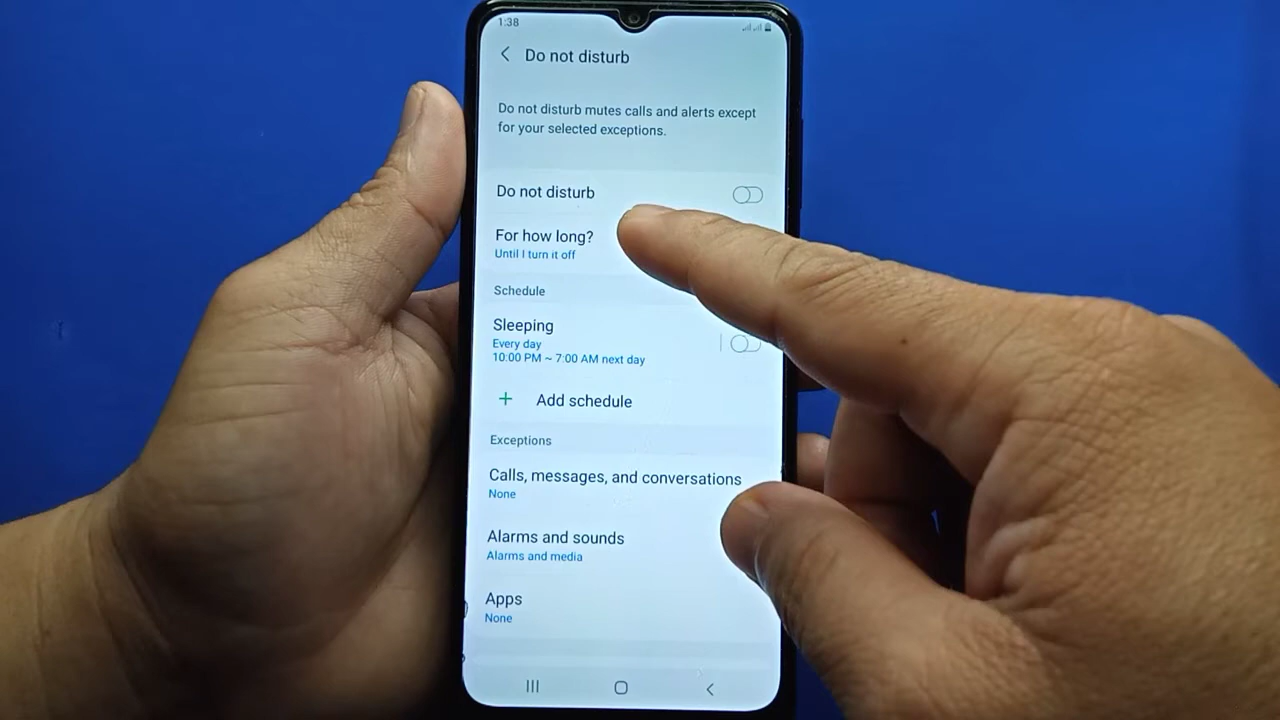 1:38
Do not disturb
Do not disturb mutes calls and alerts except
for your selected exceptions.
Do not disturb
For how long?
Until I turn it off
Schedule
Sleeping
Every day
10:00 PM ~ 7:00 AM next day
+ Add schedule
Exceptions
Calls, messages, and conversations
None
Alarms and sounds
Alarms and media
Apps
None